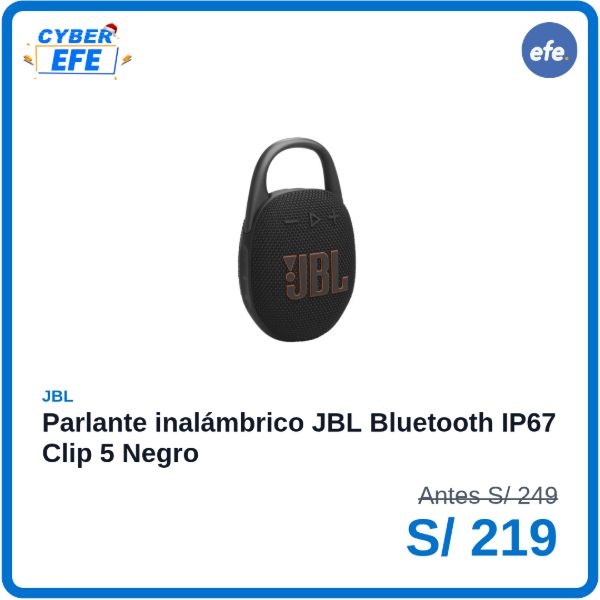 CYBER
EFE
efe.
JBL
JBL
Parlante inalámbrico JBL Bluetooth IP67
Clip 5 Negro
Antes S/ 249
S/ 219